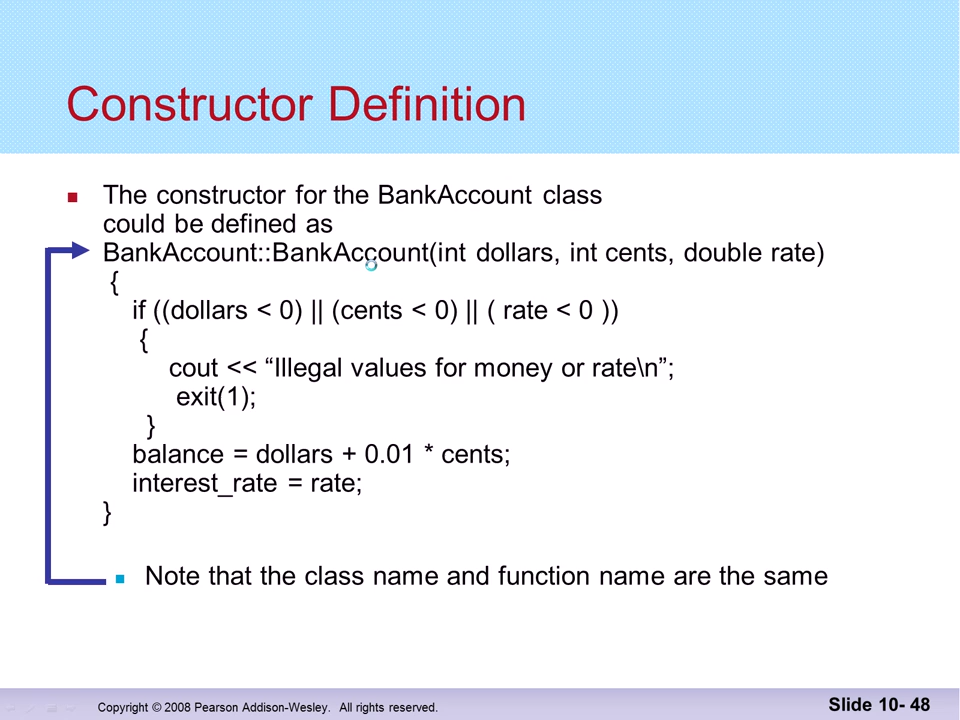 Constructor Definition
The constructor for the BankAccount class
could be defined as
BankAccount::BankAccount(int dollars, int cents, double rate)
{
if ((dollars < 0) || (cents < 0) || ( rate < 0 ))
{
cout << “Illegal values for money or rate\n”;
exit(1);
}
balance = dollars + 0.01 * cents;
interest_rate = rate;
}
Note that the class name and function name are the same
Copyright © 2008 Pearson Addison-Wesley. All rights reserved.
Slide 10- 48